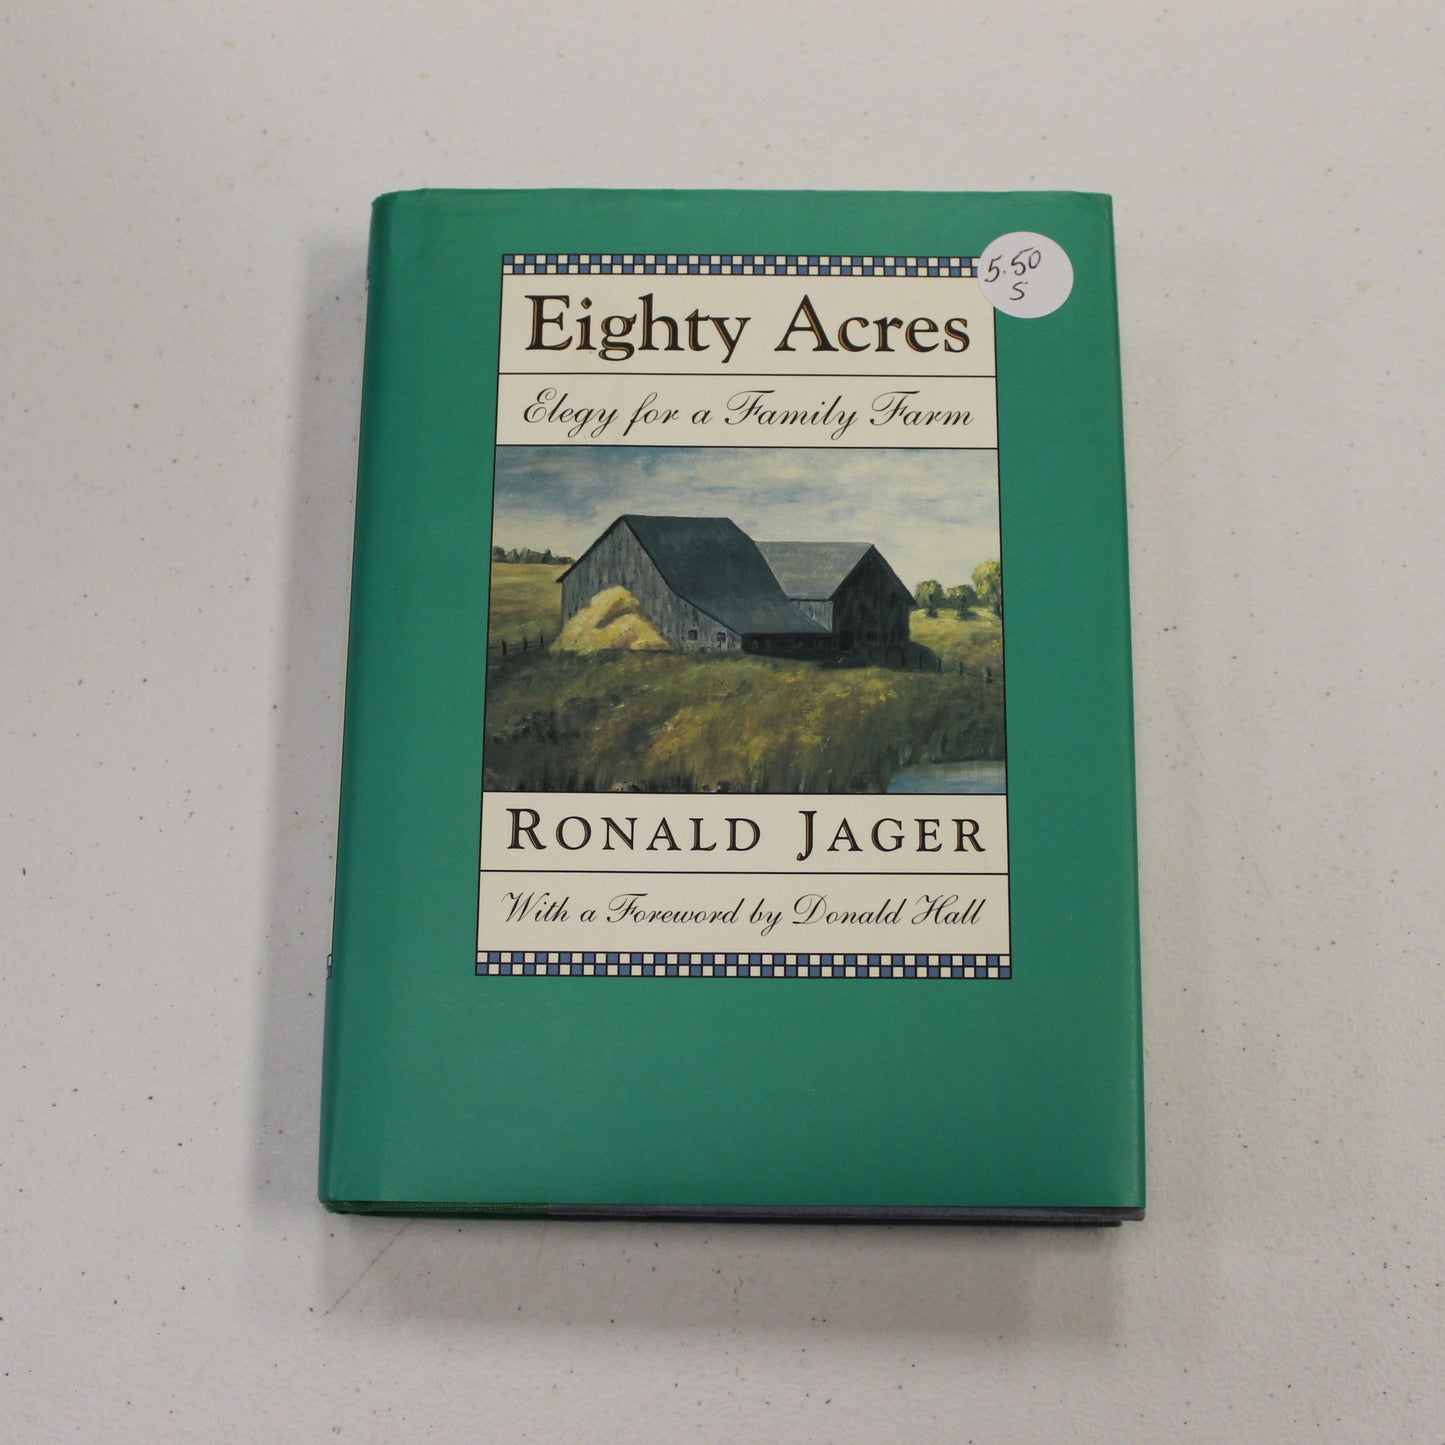 5.50
S
Eighty Acres
Elegy for a Family Farm
RONALD JAGER
With a Foreword by Donald Hall